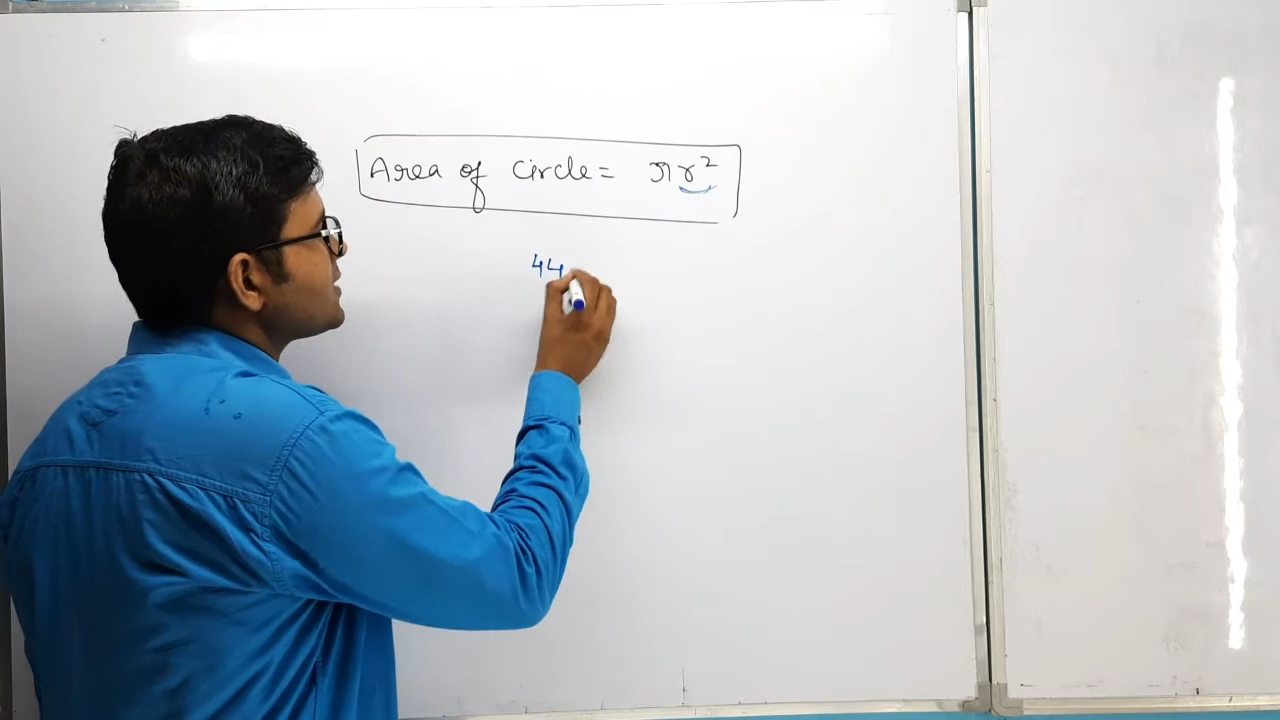 Area of Circle = πr²
44